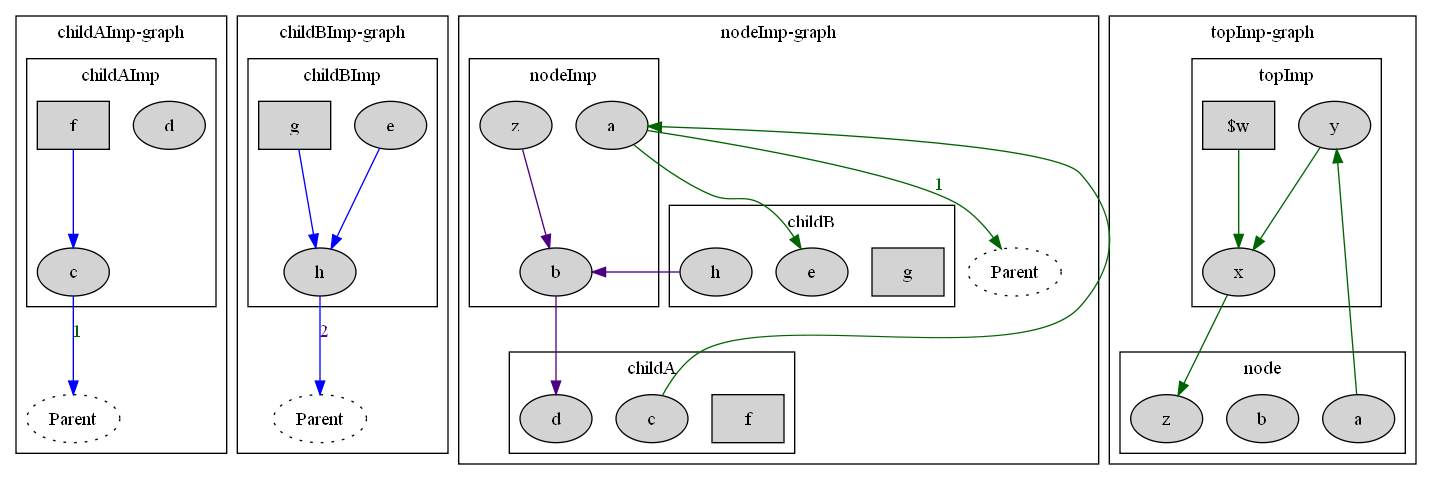 childAImp-graph
childAImp
f
d
c
1
Parent
childBImp-graph
childBImp
g
e
h
2
Parent
nodeImp-graph
nodeImp
z
a
1
b
childB
h
e
g
Parent
childA
d
c
f
topImp-graph
topImp
$w
y
x
node
z
b
a